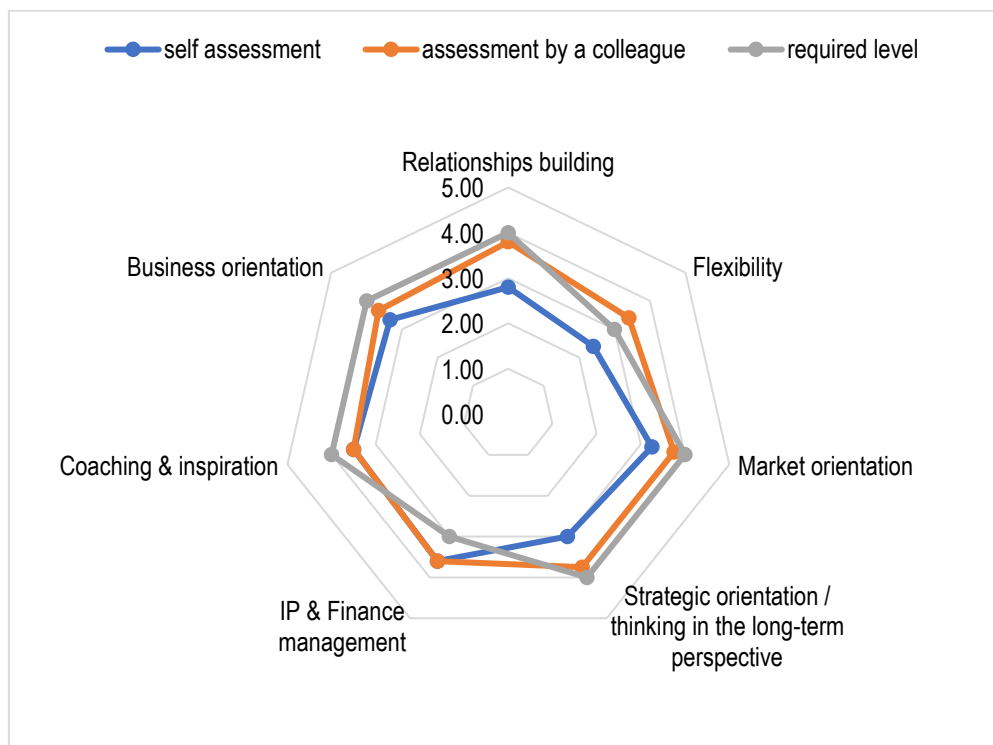 self assessment
assessment by a colleague
required level
Relationships building
5.00
4.00
3.00
2.00
1.00
0.00
Business orientation
Flexibility
Coaching & inspiration
Market orientation
IP & Finance
management
Strategic orientation /
thinking in the long-term
perspective